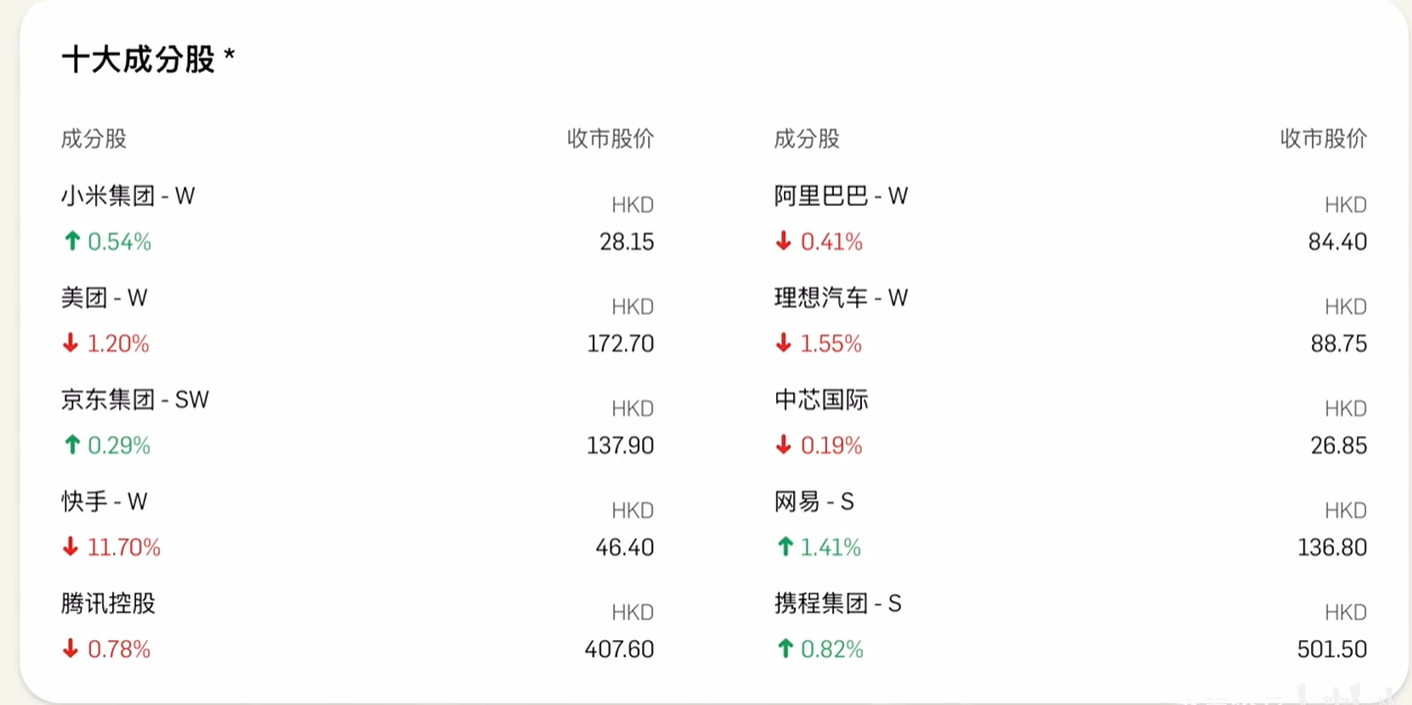 十大成分股 *
成分股 收市股价 成分股 收市股价
小米集团 - W HKD 阿里巴巴 - W HKD
↑ 0.54% 28.15 ↓ 0.41% 84.40
美团 - W HKD 理想汽车 - W HKD
↓ 1.20% 172.70 ↓ 1.55% 88.75
京东集团 - SW HKD 中芯国际 HKD
↑ 0.29% 137.90 ↓ 0.19% 26.85
快手 - W HKD 网易 - S HKD
↓ 11.70% 46.40 ↑ 1.41% 136.80
腾讯控股 HKD 携程集团 - S HKD
↓ 0.78% 407.60 ↑ 0.82% 501.50